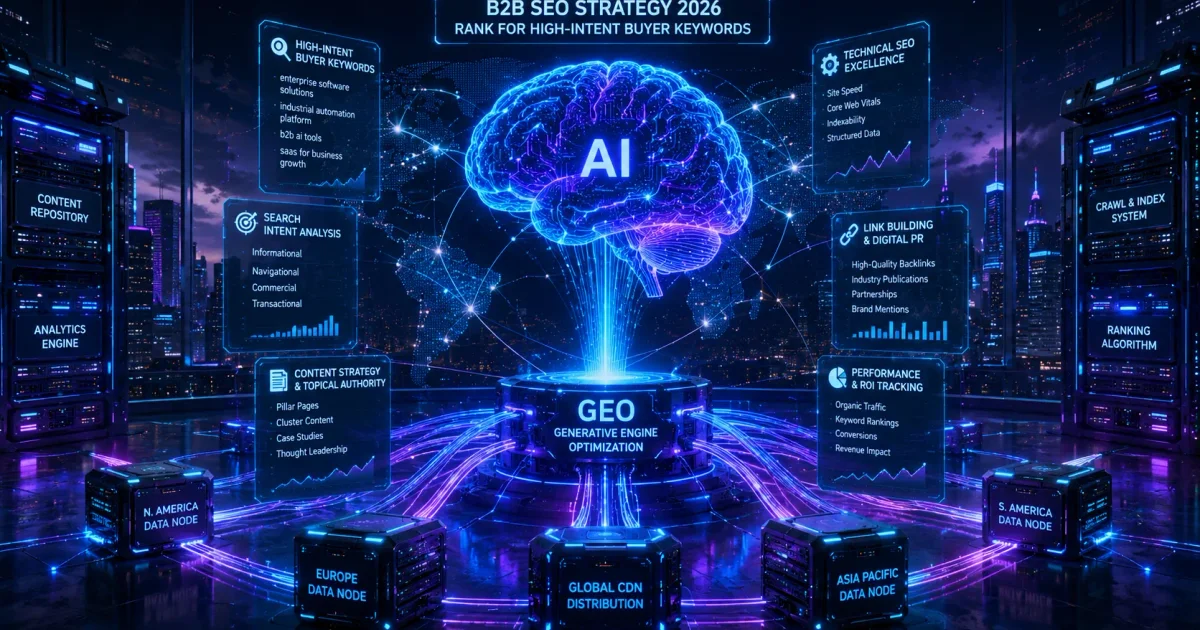 B2B SEO STRATEGY 2026
RANK FOR HIGH-INTENT BUYER KEYWORDS
HIGH-INTENT
BUYER KEYWORDS
enterprise software
solutions
industrial automation
platform
b2b ai tools
saas for business
growth
SEARCH
INTENT ANALYSIS
Informational
Navigational
Commercial
Transactional
CONTENT STRATEGY
& TOPICAL AUTHORITY
Pillar Pages
Cluster Content
Case Studies
Thought Leadership
CONTENT
REPOSITORY
ANALYTICS
ENGINE
AI
GEO
GENERATIVE ENGINE
OPTIMIZATION
TECHNICAL SEO
EXCELLENCE
Site Speed
Core Web Vitals
Indexability
Structured Data
LINK BUILDING
& DIGITAL PR
High-Quality Backlinks
Industry Publications
Partnerships
Brand Mentions
PERFORMANCE
& ROI TRACKING
Organic Traffic
Keyword Rankings
Conversions
Revenue Impact
CRAWL & INDEX
SYSTEM
RANKING
ALGORITHM
N. AMERICA
DATA NODE
EUROPE
DATA NODE
GLOBAL CDN
DISTRIBUTION
ASIA PACIFIC
DATA NODE
S. AMERICA
DATA NODE